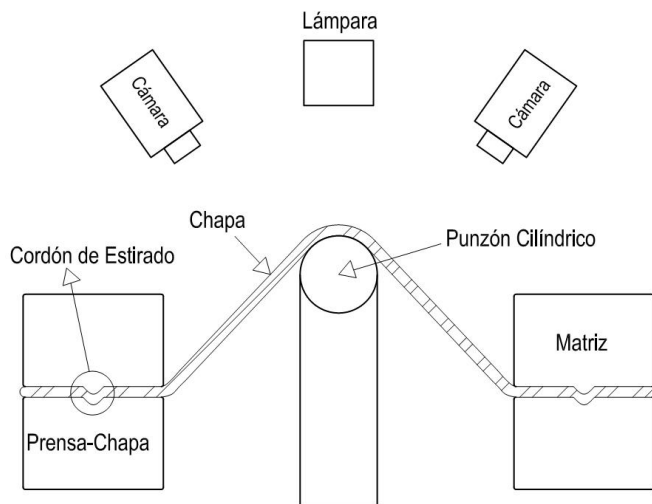 Lámpara
Cámara
Cámara
Chapa
Punzón Cilíndrico
Cordón de Estirado
Matriz
Prensa-Chapa